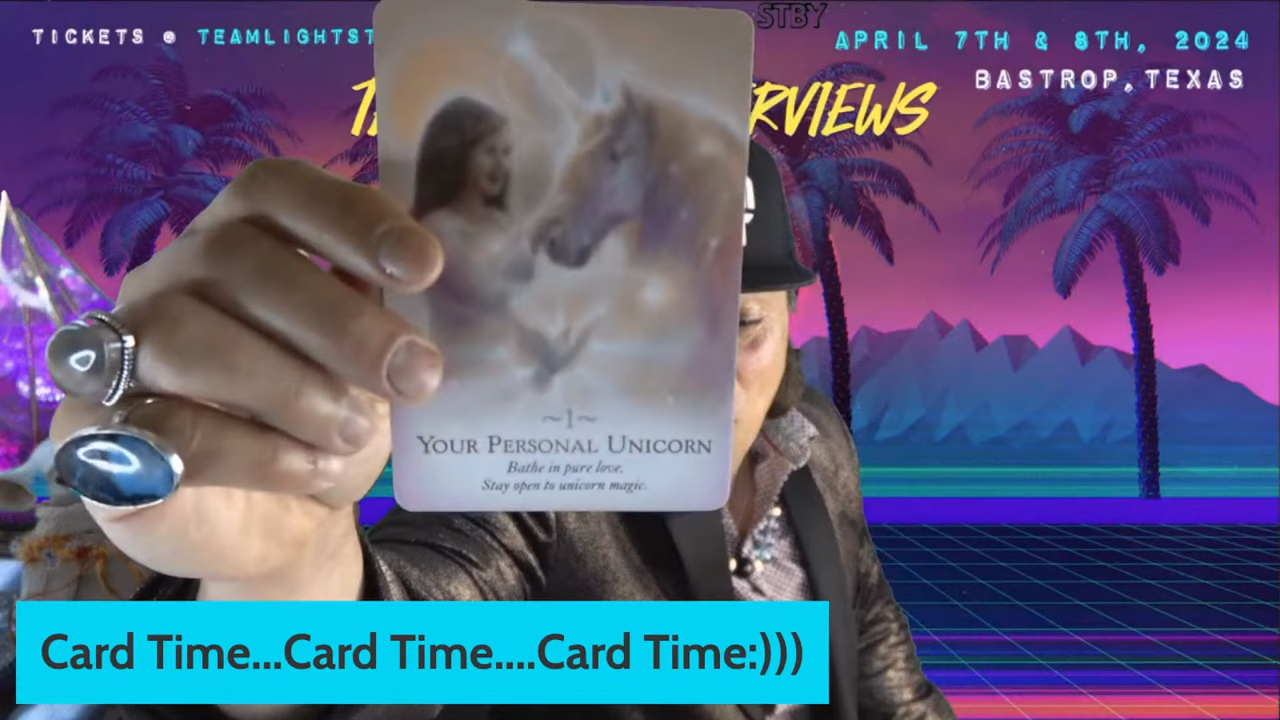 STBY
TICKETS @ TEAMLIGHTST
APRIL 7TH & 8TH, 2024
BASTROP, TEXAS
RVIEWS
~1~
YOUR PERSONAL UNICORN
Bathe in pure love.
Stay open to unicorn magic.
Card Time...Card Time....Card Time:)))